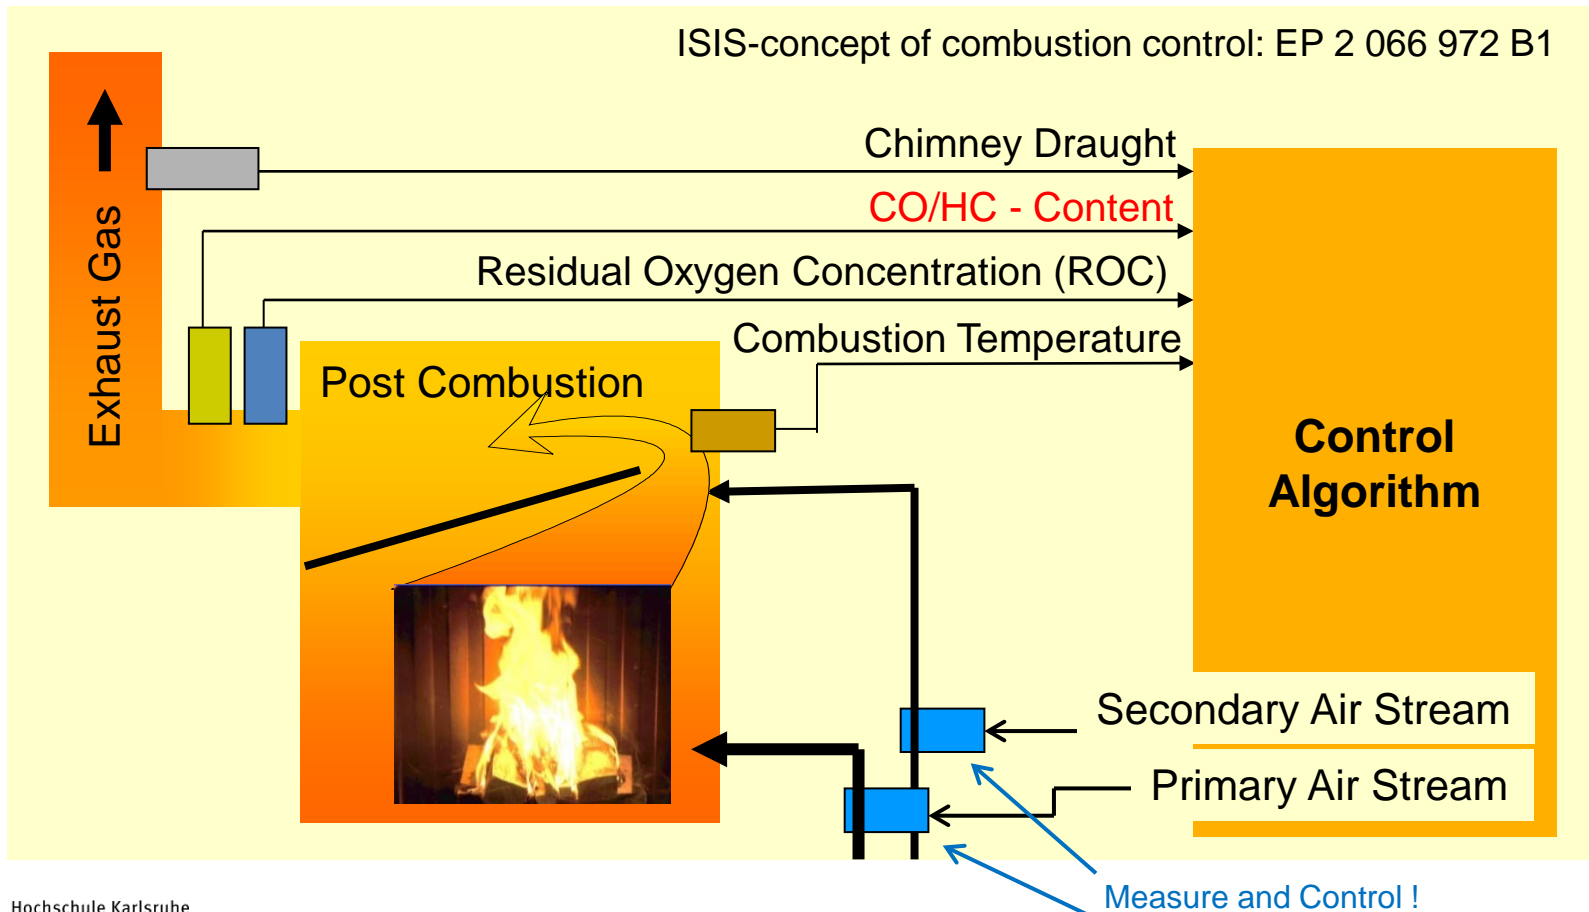 ISIS-concept of combustion control: EP 2 066 972 B1
Chimney Draught
CO/HC - Content
Residual Oxygen Concentration (ROC)
Combustion Temperature
Exhaust Gas
Post Combustion
Control
Algorithm
Secondary Air Stream
Primary Air Stream
Measure and Control !
Hochschule Karlsruhe